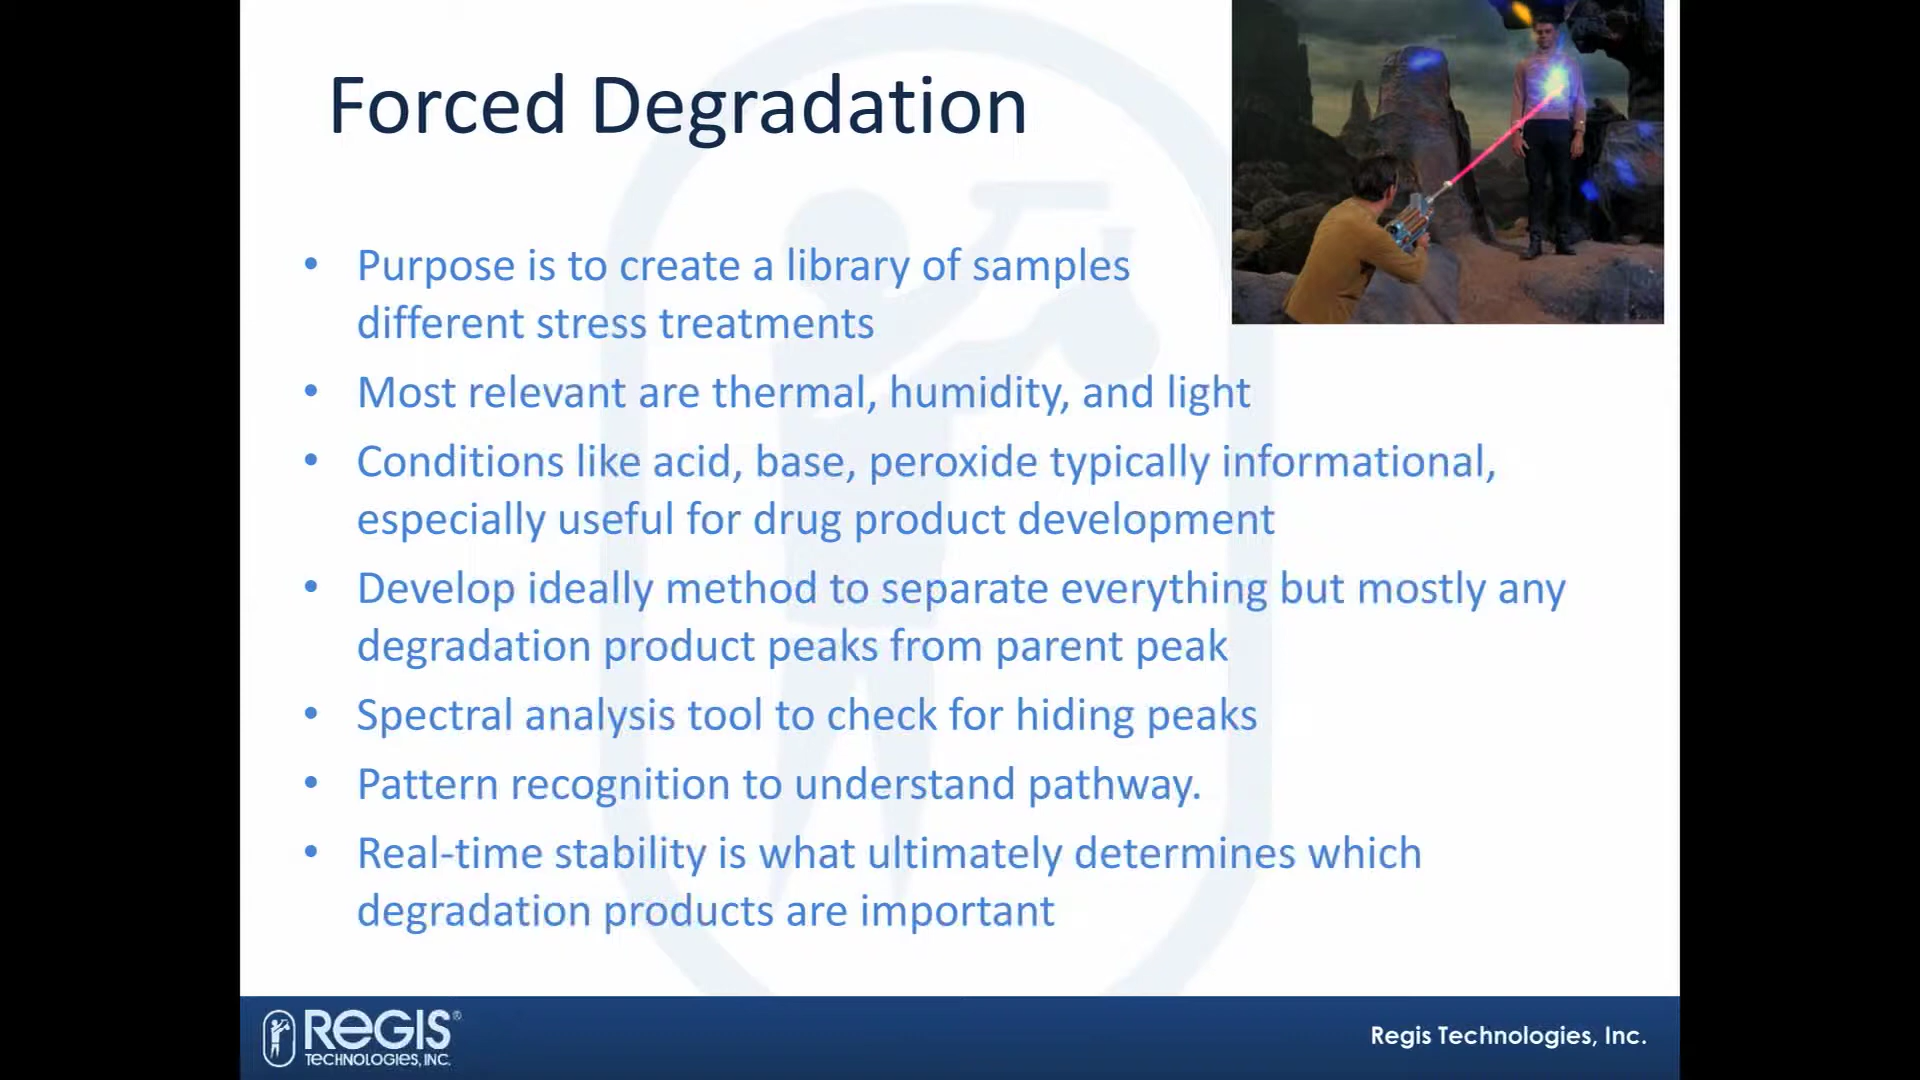 Forced Degradation
• Purpose is to create a library of samples
different stress treatments
• Most relevant are thermal, humidity, and light
• Conditions like acid, base, peroxide typically informational,
especially useful for drug product development
• Develop ideally method to separate everything but mostly any
degradation product peaks from parent peak
• Spectral analysis tool to check for hiding peaks
• Pattern recognition to understand pathway.
• Real-time stability is what ultimately determines which
degradation products are important
REGIS®
TECHNOLOGIES, INC.
Regis Technologies, Inc.